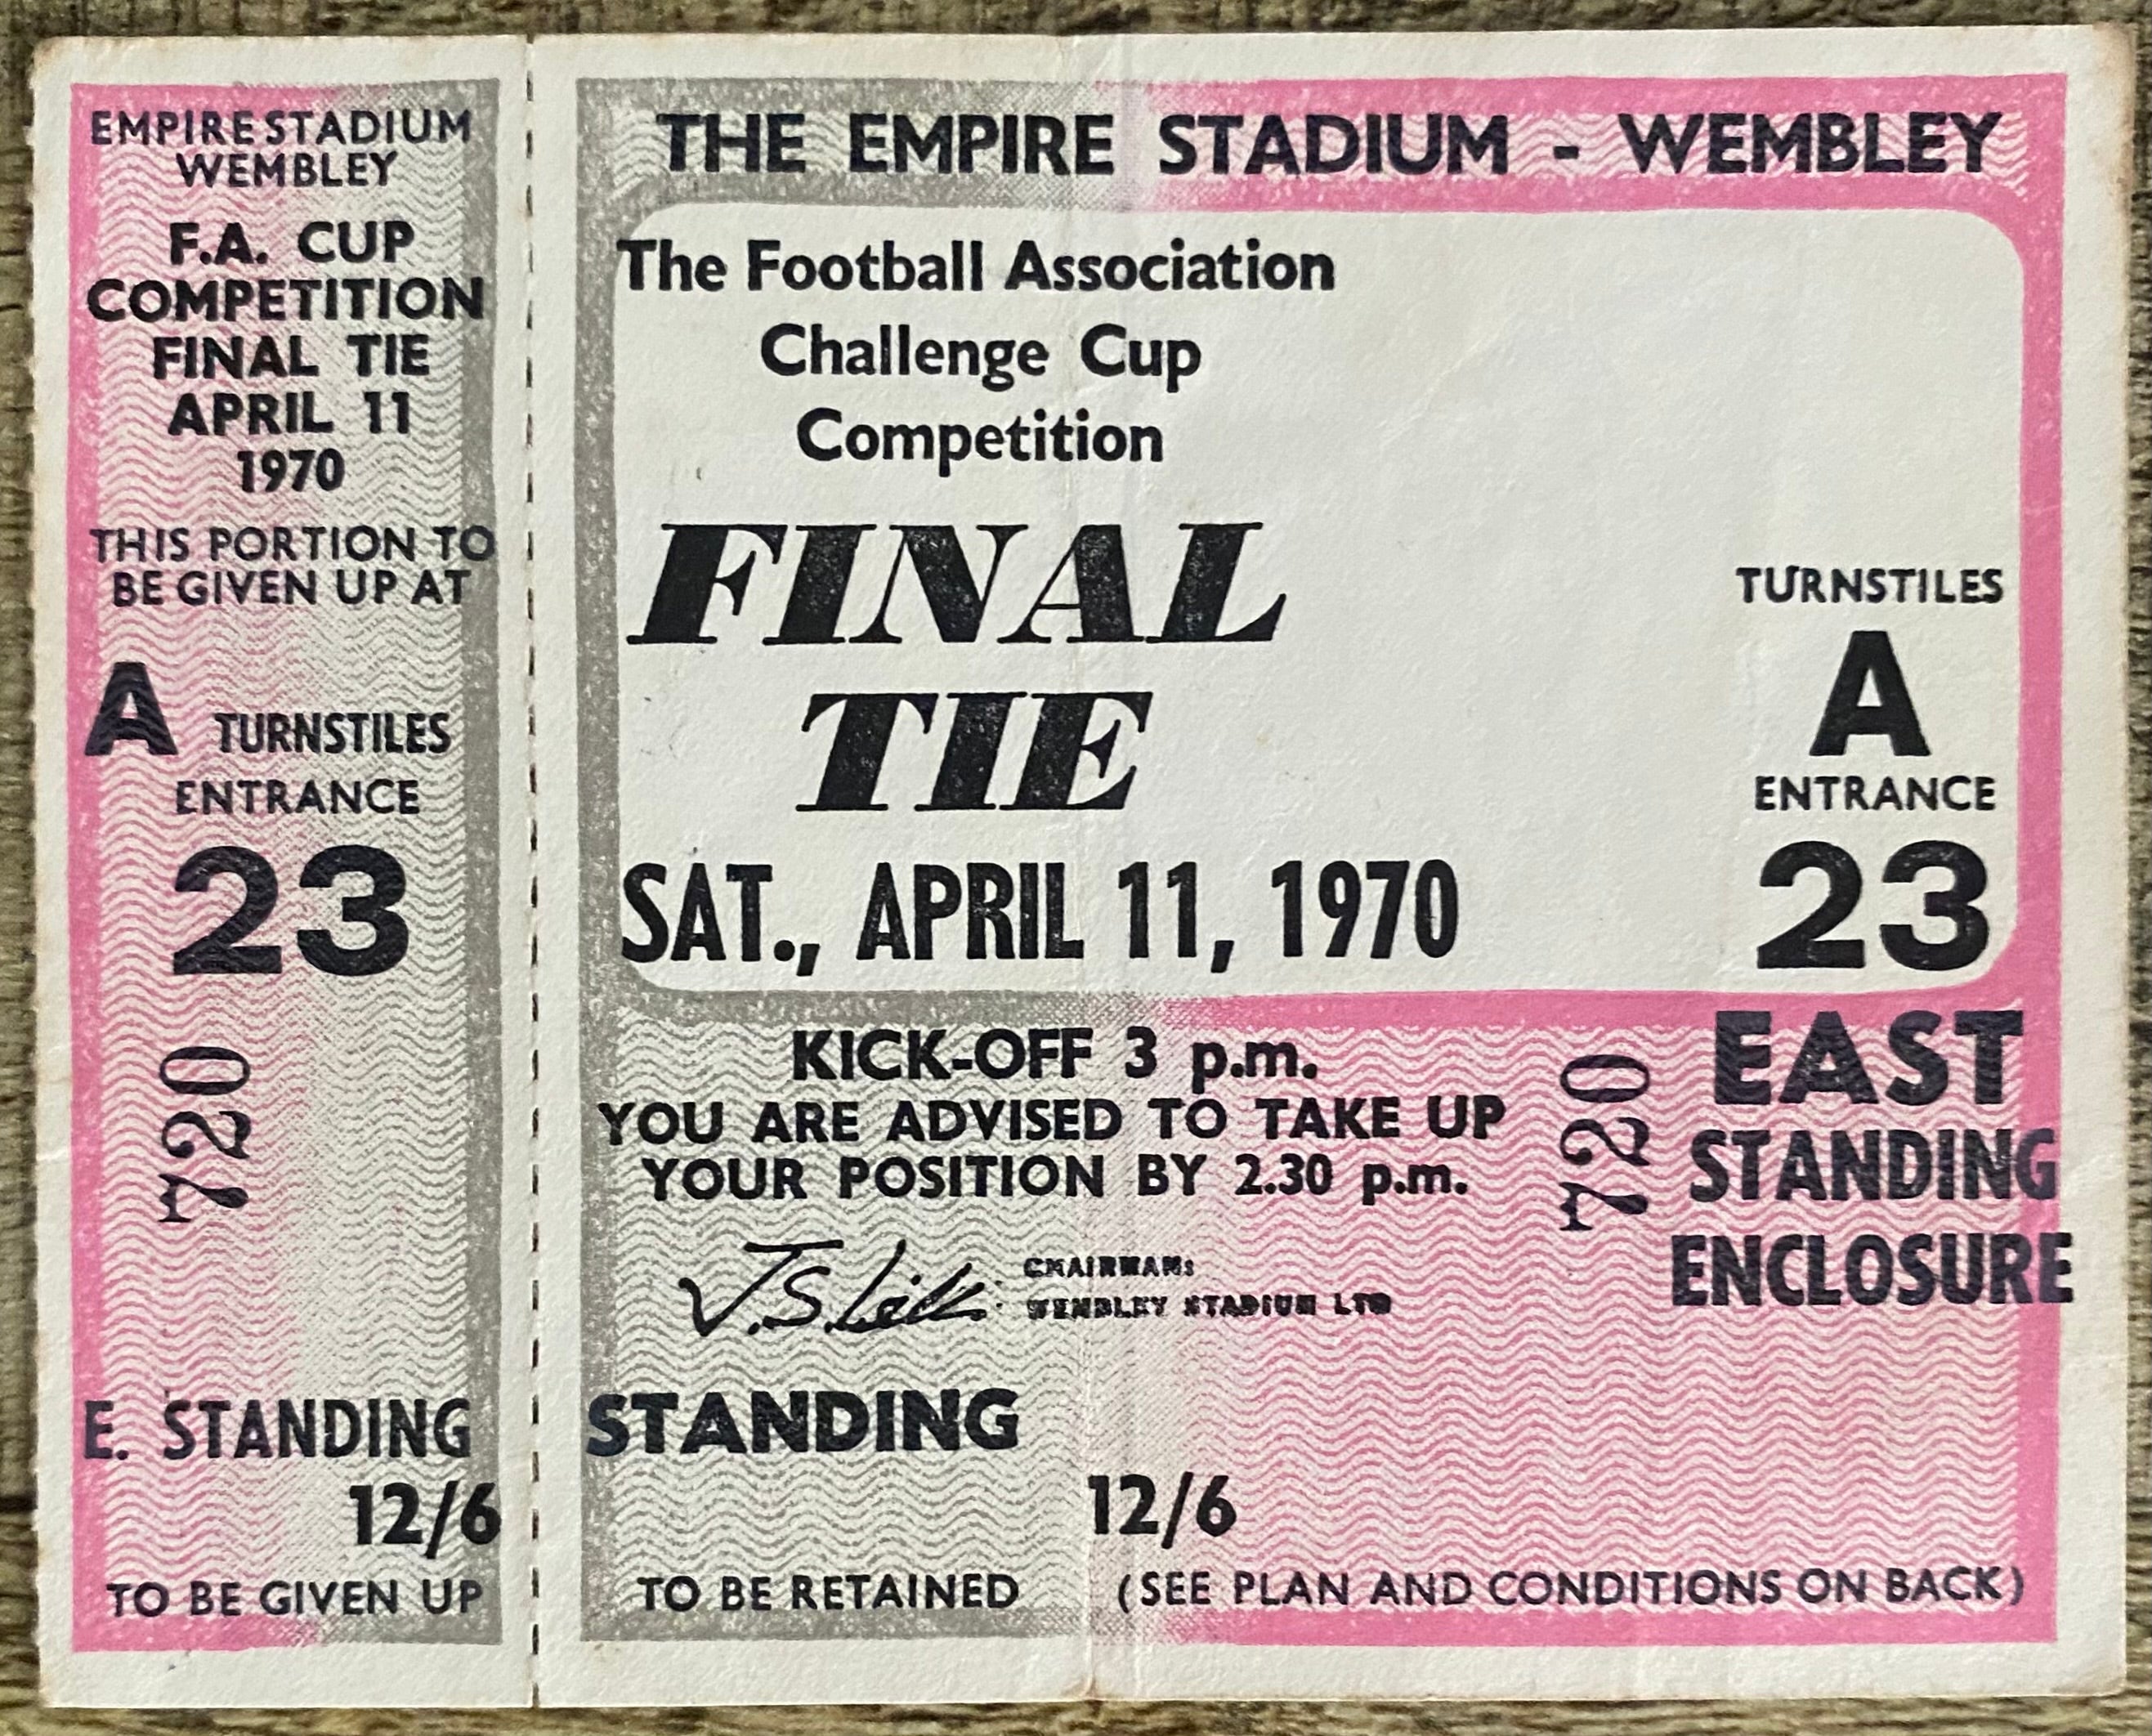 EMPIRE STADIUM
WEMBLEY
F.A. CUP
COMPETITION
FINAL TIE
APRIL 11
1970
THIS PORTION TO
BE GIVEN UP AT
A TURNSTILES
ENTRANCE
23
720
E. STANDING
12/6
TO BE GIVEN UP
THE EMPIRE STADIUM - WEMBLEY
The Football Association
Challenge Cup
Competition
FINAL
TIE
SAT., APRIL 11, 1970
TURNSTILES
A
ENTRANCE
23
KICK-OFF 3 p.m.
YOU ARE ADVISED TO TAKE UP
YOUR POSITION BY 2.30 p.m.
720
EAST
STANDING
ENCLOSURE
J.S.
CHAIRMAN:
WEMBLEY STADIUM LTD
STANDING
12/6
TO BE RETAINED (SEE PLAN AND CONDITIONS ON BACK)